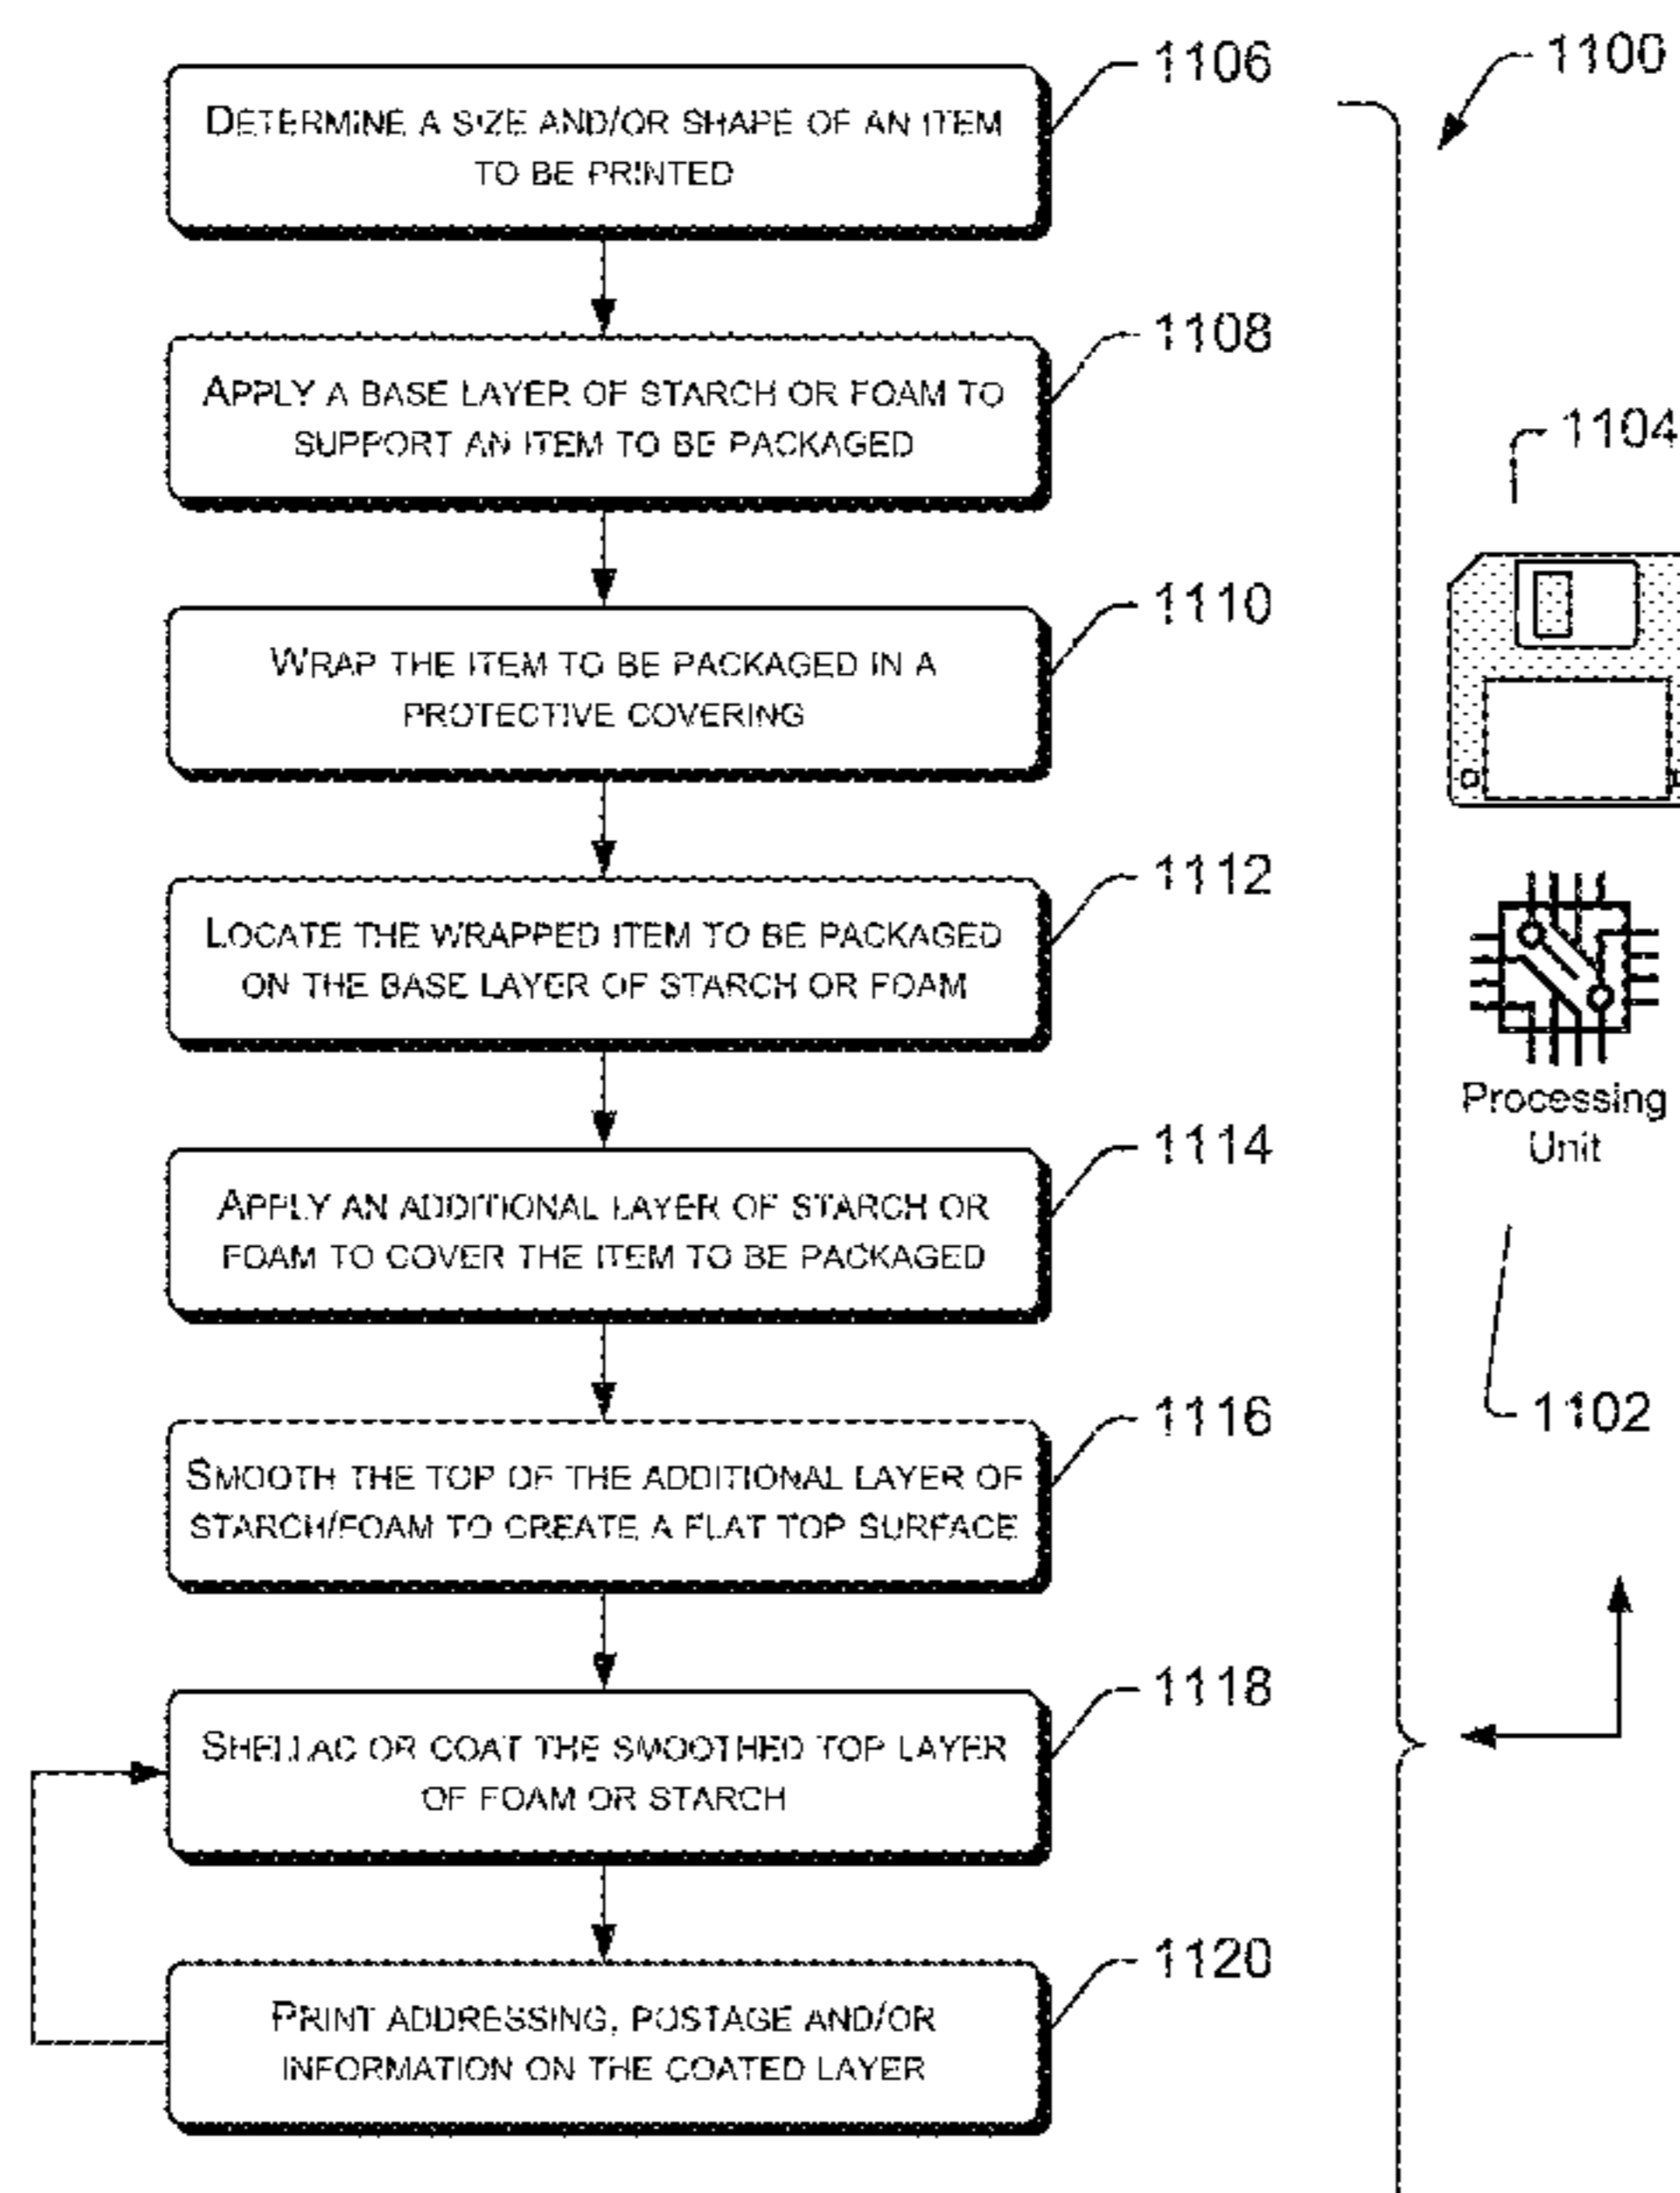 1106
1100
DETERMINE A SIZE AND/OR SHAPE OF AN ITEM
TO BE PRINTED
1108
APPLY A BASE LAYER OF STARCH OR FOAM TO
SUPPORT AN ITEM TO BE PACKAGED
1104
1110
WRAP THE ITEM TO BE PACKAGED IN A
PROTECTIVE COVERING
1112
LOCATE THE WRAPPED ITEM TO BE PACKAGED
ON THE BASE LAYER OF STARCH OR FOAM
Processing
Unit
1114
APPLY AN ADDITIONAL LAYER OF STARCH OR
FOAM TO COVER THE ITEM TO BE PACKAGED
1116
1102
SMOOTH THE TOP OF THE ADDITIONAL LAYER OF
STARCH/FOAM TO CREATE A FLAT TOP SURFACE
1118
SHELLAC OR COAT THE SMOOTHED TOP LAYER
OF FOAM OR STARCH
1120
PRINT ADDRESSING, POSTAGE AND/OR
INFORMATION ON THE COATED LAYER